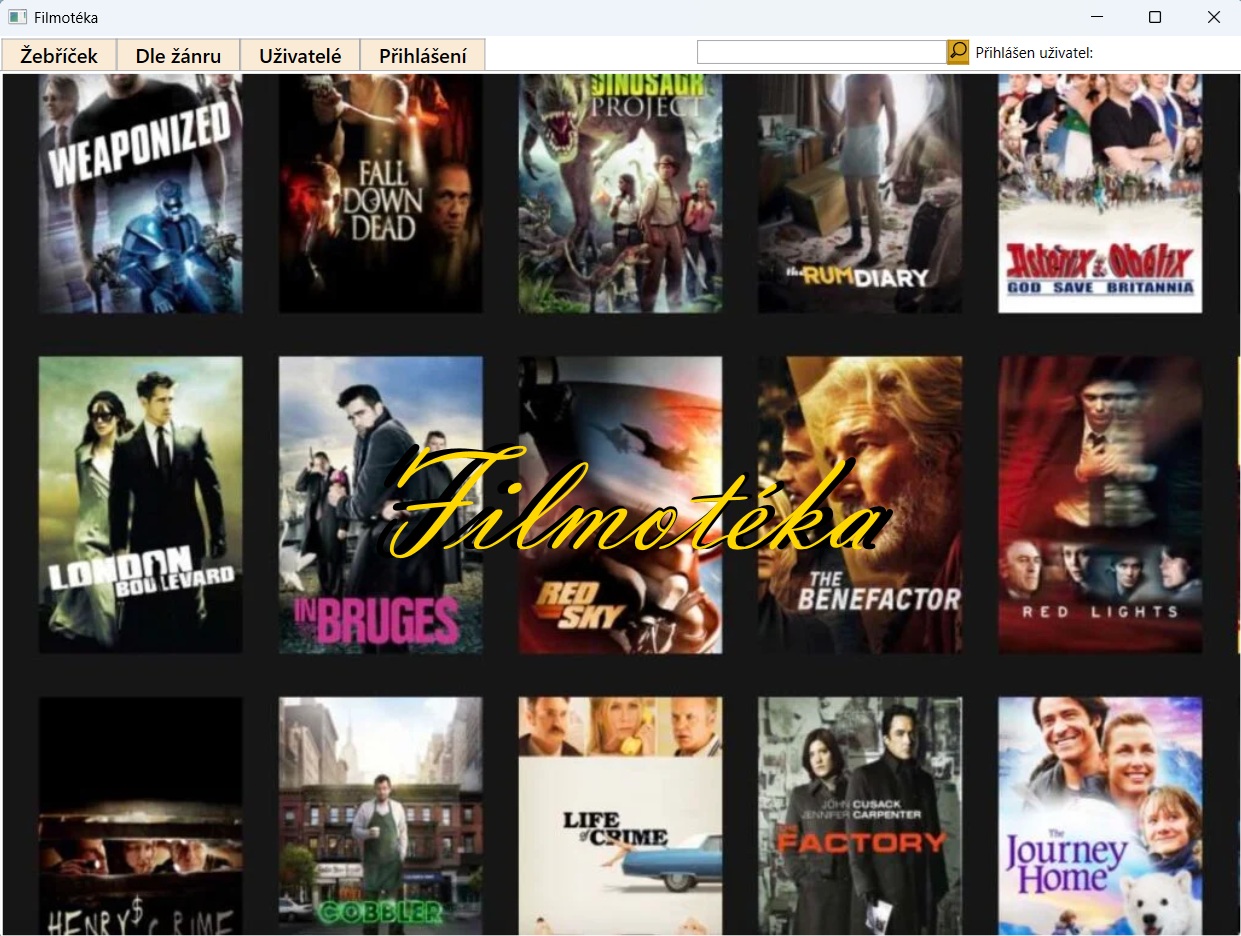 Filmotéka
Žebříček
Dle žánru
Uživatelé
Přihlášení
Přihlášen uživatel:
WEAPONIZED
FALL
DOWN
DEAD
DINOSAUR
PROJECT
the RUM DIARY
Astérix & Obélix
GOD SAVE BRITANNIA
LONDON
BOULEVARD
IN BRUGES
RED
SKY
THE
BENEFACTOR
RED LIGHTS
Filmotéka
HENRY'$ CRIME
COBBLER
LIFE
of CRIME
JOHN CUSACK
JENNIFER CARPENTER
FACTORY
The
Journey
Home